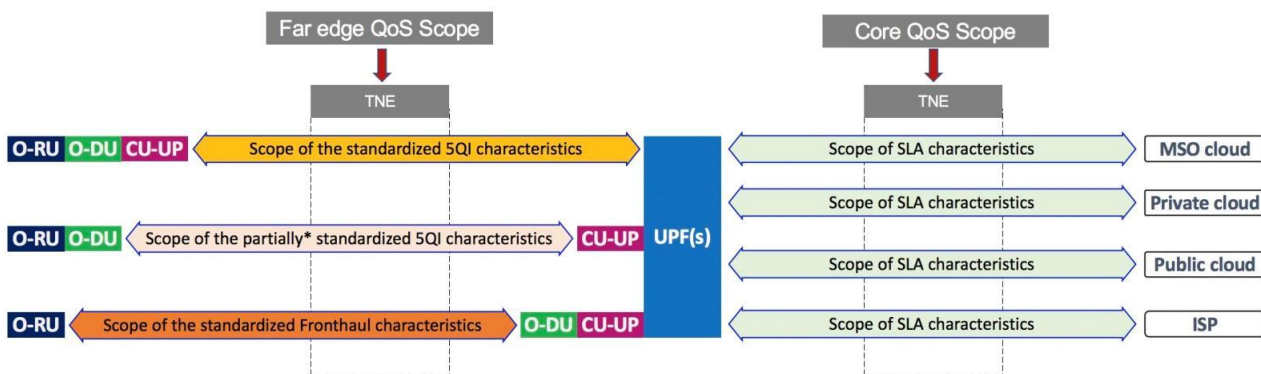 Far edge QoS Scope
Core QoS Scope
TNE
TNE
O-RU O-DU CU-UP Scope of the standardized 5QI characteristics Scope of SLA characteristics MSO cloud
Scope of SLA characteristics Private cloud
O-RU O-DU Scope of the partially* standardized 5QI characteristics CU-UP UPF(s)
Scope of SLA characteristics Public cloud
O-RU Scope of the standardized Fronthaul characteristics O-DU CU-UP Scope of SLA characteristics ISP